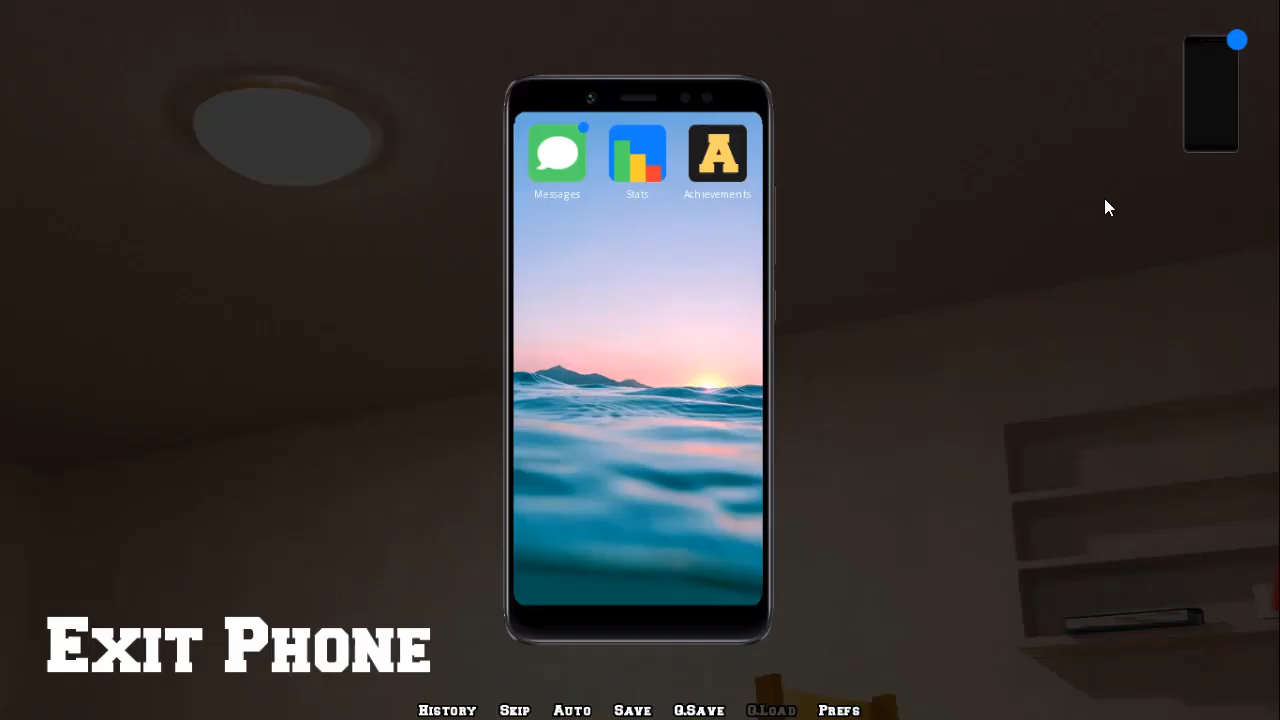 A
Messages Stats Achievements
Exit Phone
History Skip Auto Save Q.Save Q.Load Prefs